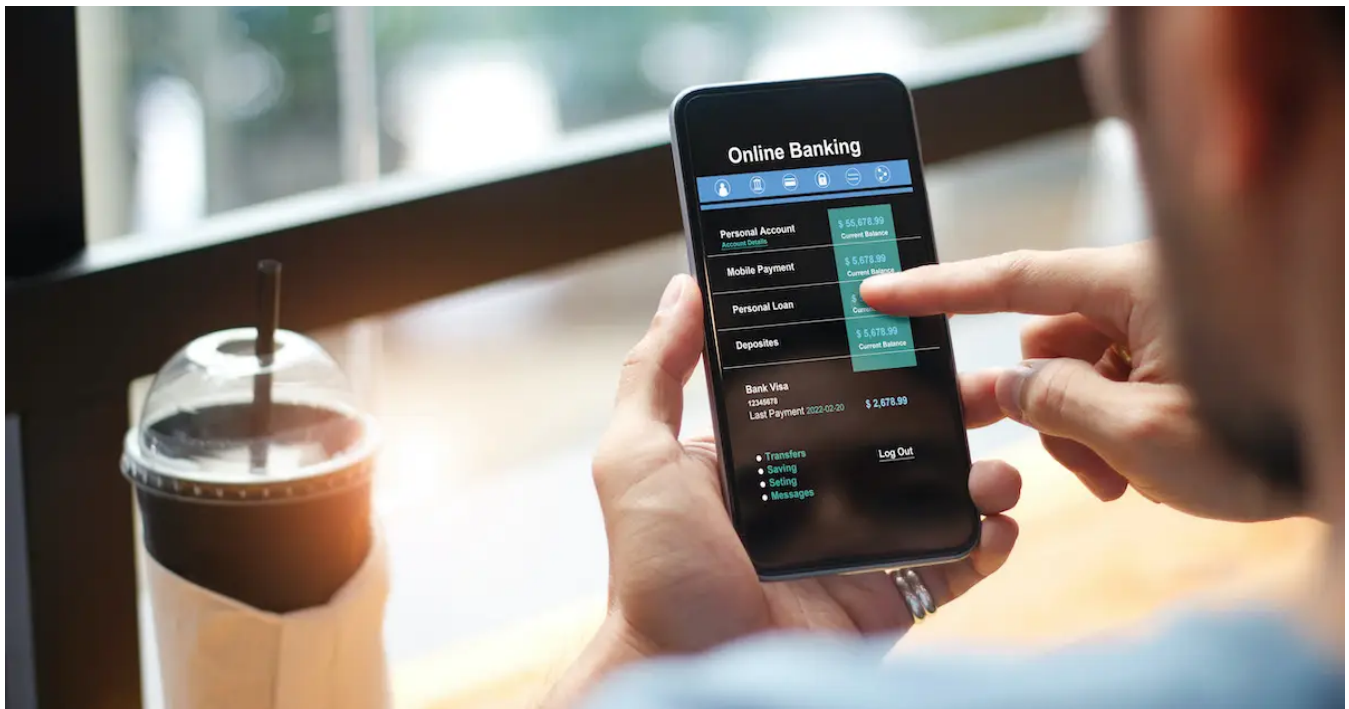 Online Banking
Personal Account
Account Details
$ 55,678.99
Current Balance
Mobile Payment
$ 5,678.99
Current Balance
Personal Loan
$
Deposites
$ 5,678.99
Current Balance
Bank Visa
12345678
Last Payment 2022-02-20
$ 2,678.99
Transfers
Saving
Seting
Messages
Log Out